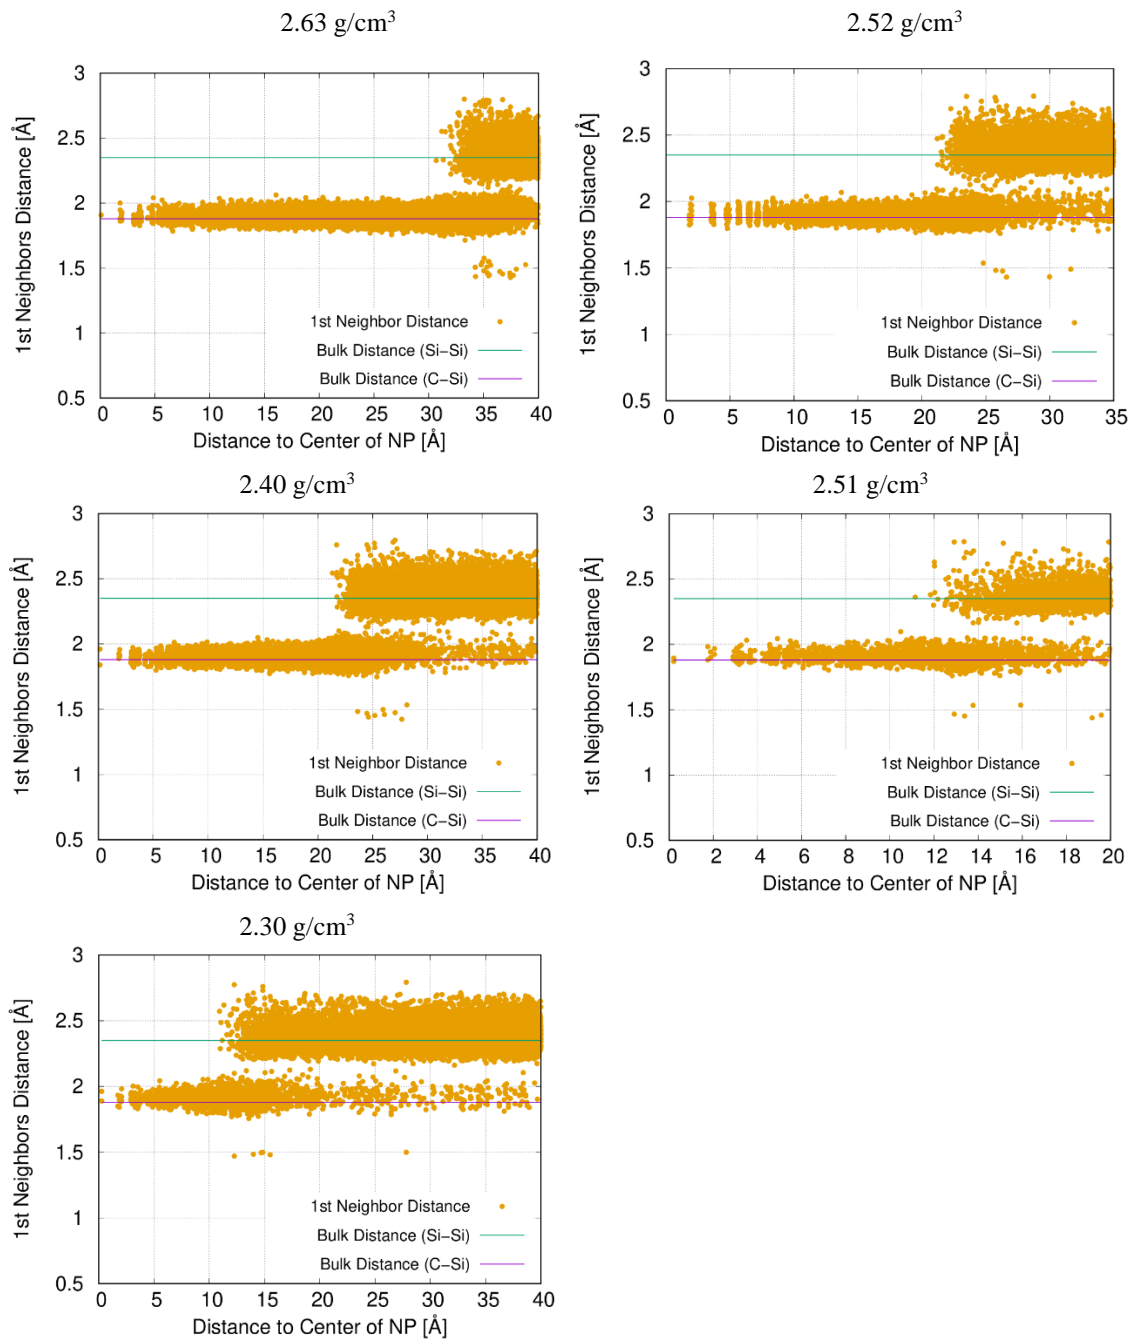 2.63 g/cm³
3
2.5
2
1.5
1
0.5
1st Neighbors Distance [Å]
1st Neighbor Distance
Bulk Distance (Si−Si)
Bulk Distance (C−Si)
0 5 10 15 20 25 30 35 40
Distance to Center of NP [Å]
2.52 g/cm³
3
2.5
2
1.5
1
0.5
1st Neighbors Distance [Å]
1st Neighbor Distance
Bulk Distance (Si−Si)
Bulk Distance (C−Si)
0 5 10 15 20 25 30 35
Distance to Center of NP [Å]
2.40 g/cm³
3
2.5
2
1.5
1
0.5
1st Neighbors Distance [Å]
1st Neighbor Distance
Bulk Distance (Si−Si)
Bulk Distance (C−Si)
0 5 10 15 20 25 30 35 40
Distance to Center of NP [Å]
2.51 g/cm³
3
2.5
2
1.5
1
0.5
1st Neighbors Distance [Å]
1st Neighbor Distance
Bulk Distance (Si−Si)
Bulk Distance (C−Si)
0 2 4 6 8 10 12 14 16 18 20
Distance to Center of NP [Å]
2.30 g/cm³
3
2.5
2
1.5
1
0.5
1st Neighbors Distance [Å]
1st Neighbor Distance
Bulk Distance (Si−Si)
Bulk Distance (C−Si)
0 5 10 15 20 25 30 35 40
Distance to Center of NP [Å]